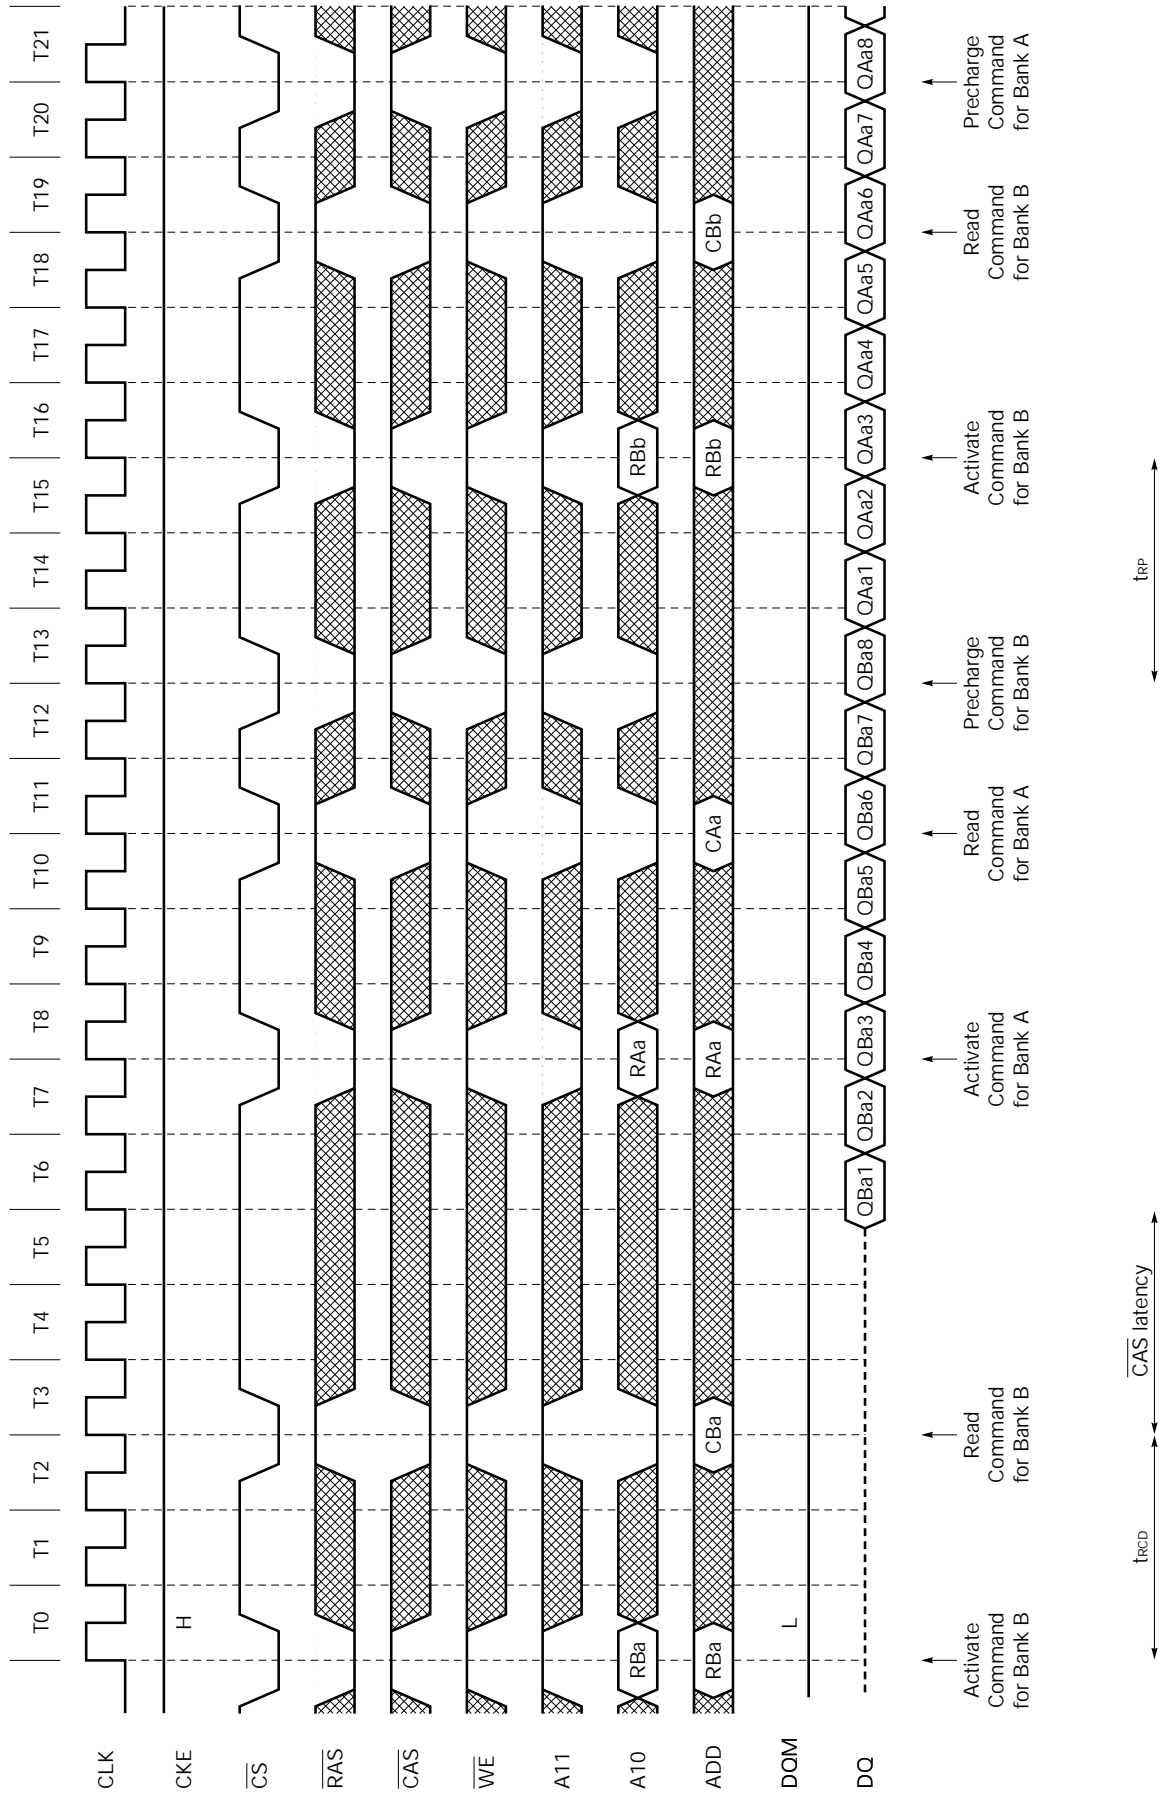 T0 T1 T2 T3 T4 T5 T6 T7 T8 T9 T10 T11 T12 T13 T14 T15 T16 T17 T18 T19 T20 T21
CLK
CKE H
CS
RAS
CAS
WE
A11
A10 RBa RAa RBb
ADD RBa CBa RAa CAa RBb CBb
DQM L
DQ QBa1 QBa2 QBa3 QBa4 QBa5 QBa6 QBa7 QBa8 QAa1 QAa2 QAa3 QAa4 QAa5 QAa6 QAa7 QAa8
Activate
Command
for Bank B
Read
Command
for Bank B
Activate
Command
for Bank A
Read
Command
for Bank A
Precharge
Command
for Bank B
Activate
Command
for Bank B
Read
Command
for Bank B
Precharge
Command
for Bank A
tRCD
CAS latency
tRP